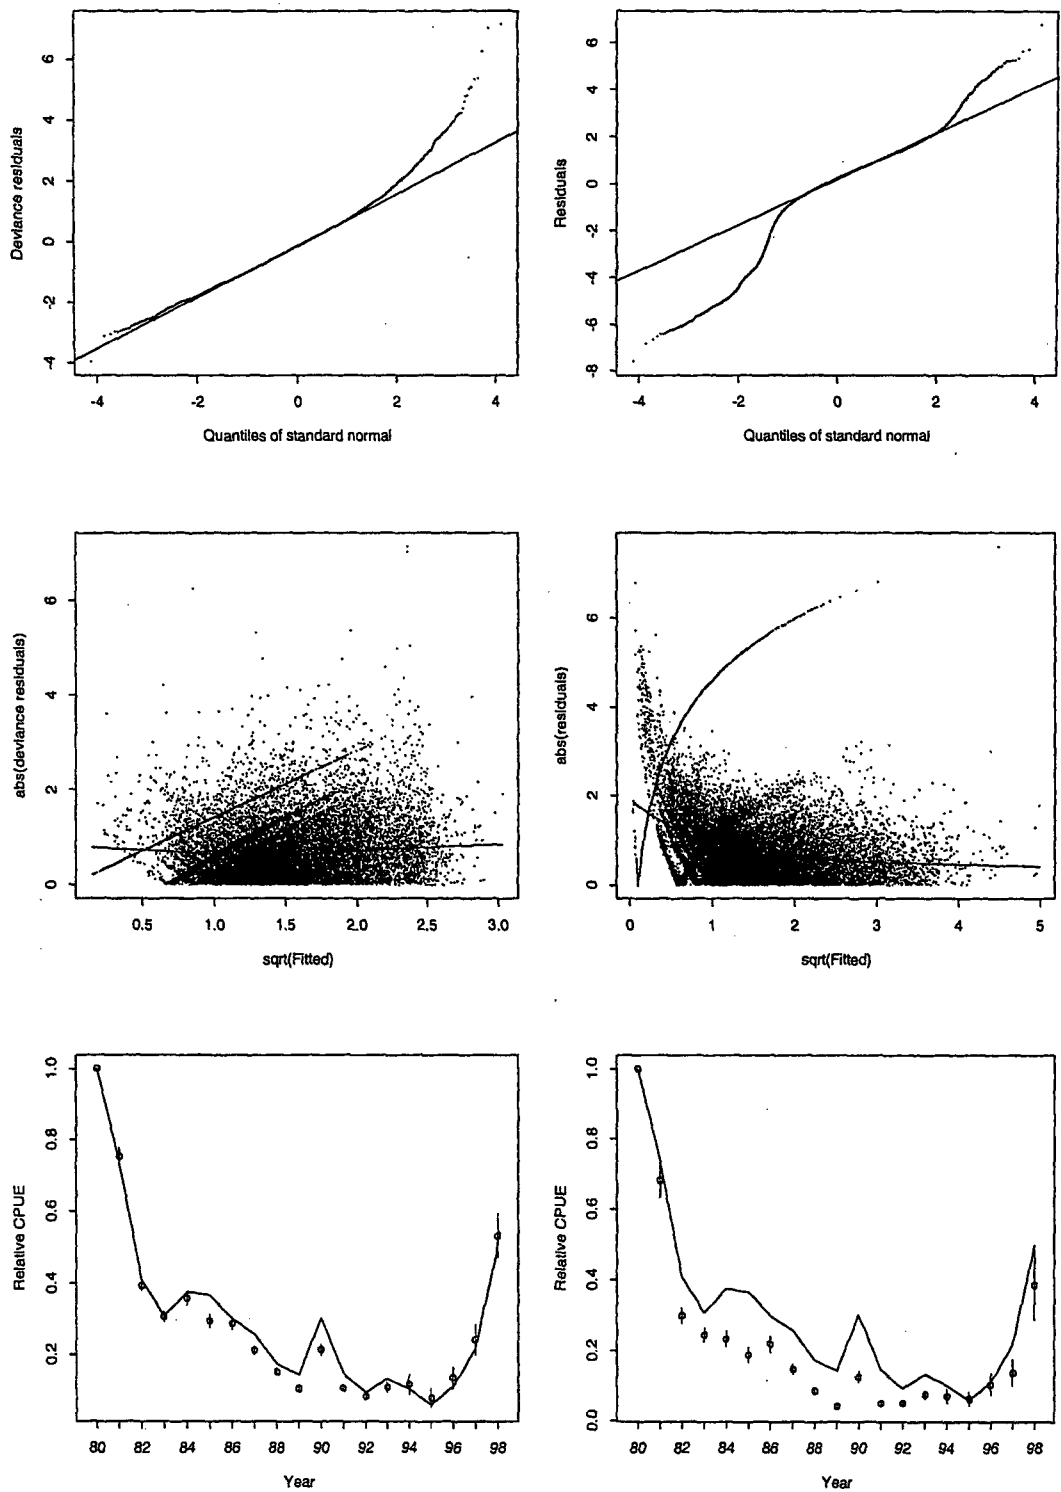 Deviance residuals
-4 -2 0 2 4 6
-4 -2 0 2 4
Quantiles of standard normal
Residuals
-8 -6 -4 -2 0 2 4 6
-4 -2 0 2 4
Quantiles of standard normal
abs(deviance residuals)
0 2 4 6
0.5 1.0 1.5 2.0 2.5 3.0
sqrt(Fitted)
abs(residuals)
0 2 4 6
0 1 2 3 4 5
sqrt(Fitted)
Relative CPUE
0.2 0.4 0.6 0.8 1.0
80 82 84 86 88 90 92 94 96 98
Year
Relative CPUE
0.0 0.2 0.4 0.6 0.8 1.0
80 82 84 86 88 90 92 94 96 98
Year